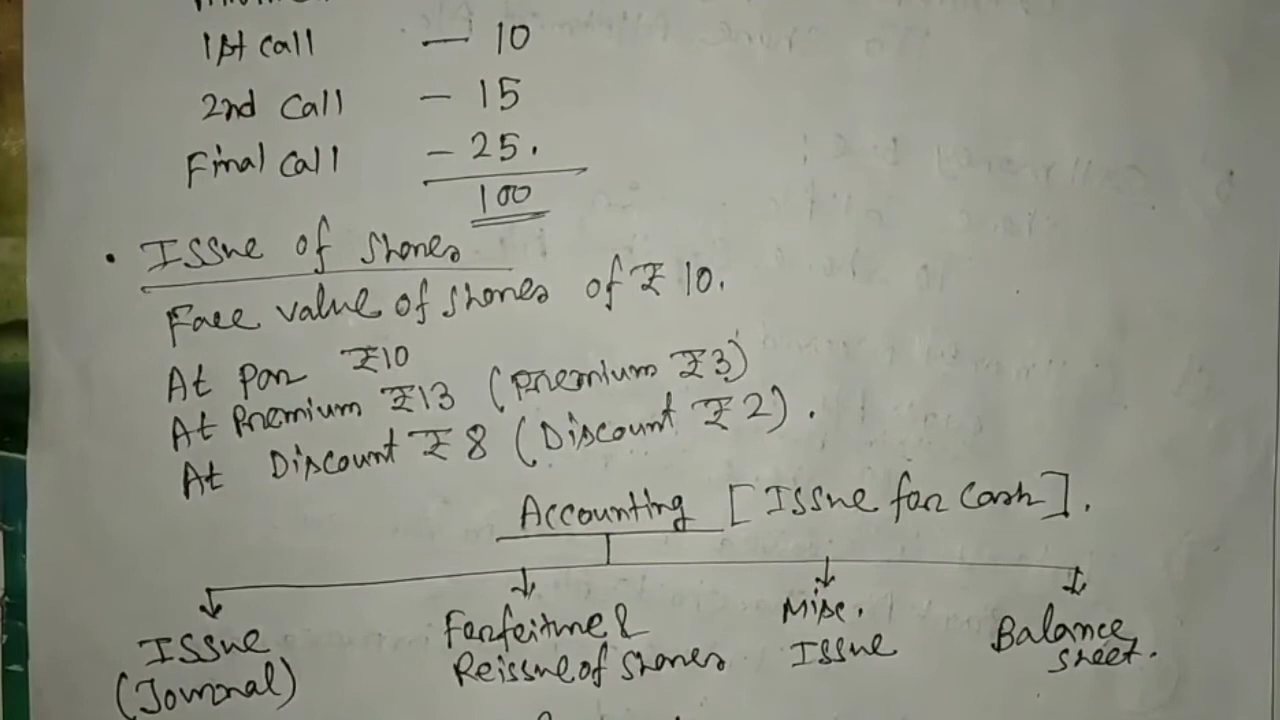 1st call — 10
2nd call - 15
Final call - 25.
100
• Issue of Shares
Face value of shares of ₹10.
At Par ₹10
At Premium ₹13 (Premium ₹3)
At Discount ₹8 (Discount ₹2).
Accounting [Issue for Cash].
Issue
(Journal)
Forfeiture &
Reissue of Shares
Misc.
Issue
Balance
sheet.